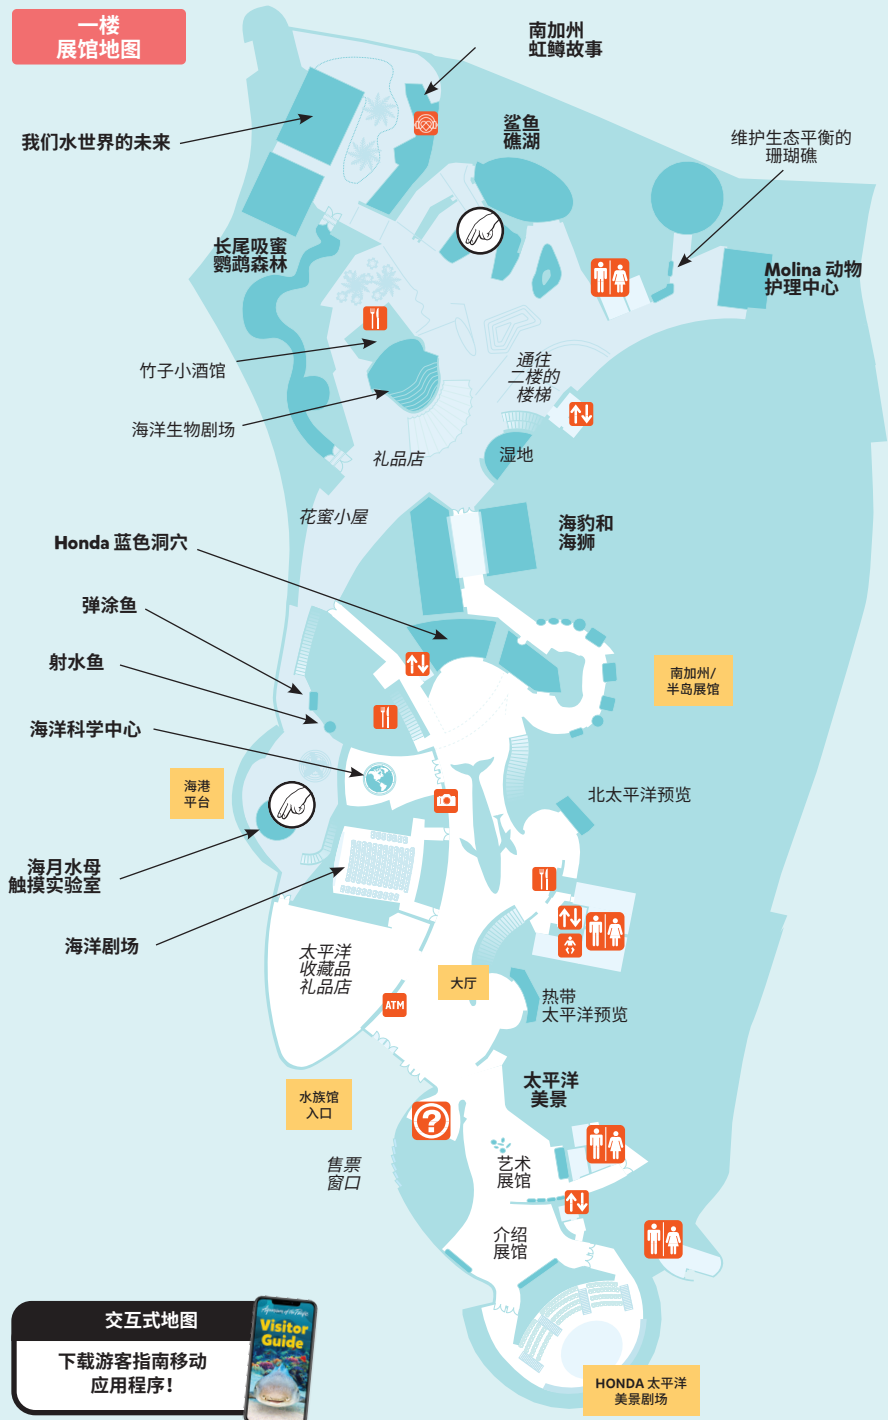 一楼
展馆地图
南加州
虹鳟故事
我们水世界的未来
鲨鱼
礁湖
维护生态平衡的
珊瑚礁
长尾吸蜜
鹦鹉森林
Molina 动物
护理中心
竹子小酒馆
通往
二楼的
楼梯
海洋生物剧场
礼品店
湿地
花蜜小屋
海豹和
海狮
Honda 蓝色洞穴
弹涂鱼
射水鱼
南加州/
半岛展馆
海洋科学中心
海港
平台
北太平洋预览
海月水母
触摸实验室
海洋剧场
太平洋
收藏品
礼品店
大厅
ATM
热带
太平洋预览
太平洋
美景
水族馆
入口
?
售票
窗口
艺术
展馆
介绍
展馆
交互式地图
下载游客指南移动
应用程序!
Aquarium of the Pacific
Visitor
Guide
HONDA 太平洋
美景剧场